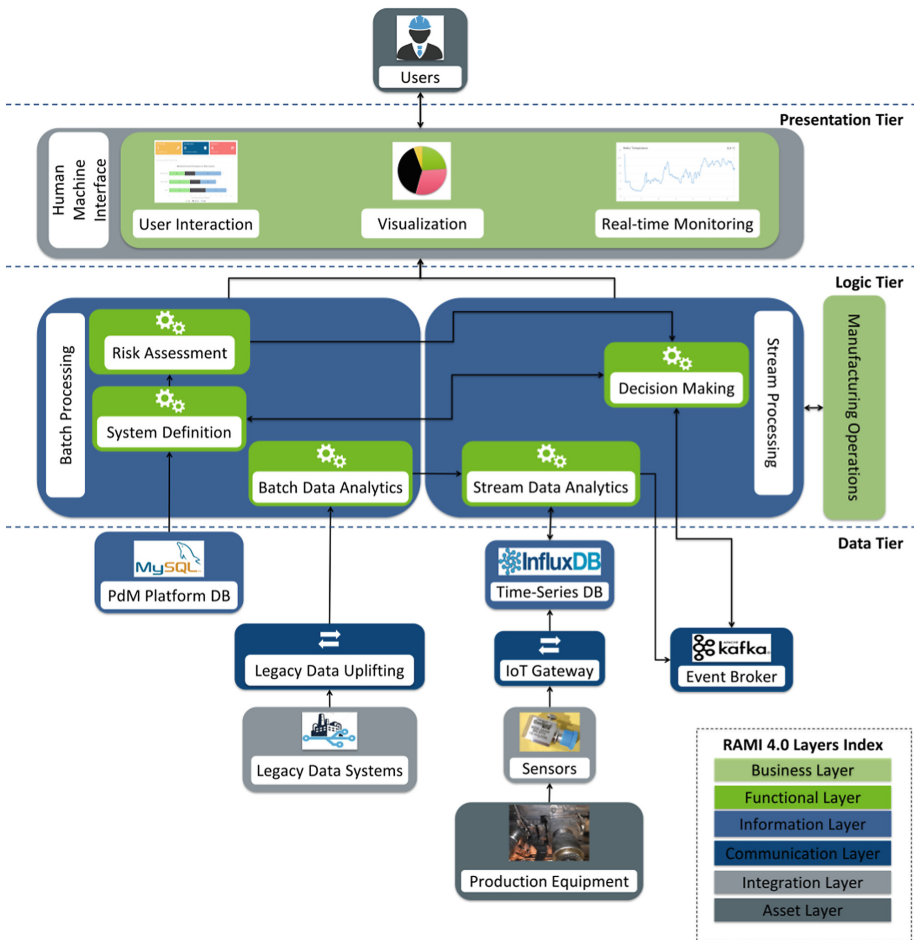 Users
Presentation Tier
Human
Machine
Interface
User Interaction
Visualization
Real-time Monitoring
Logic Tier
Batch Processing
Risk Assessment
System Definition
Batch Data Analytics
Stream Data Analytics
Decision Making
Stream Processing
Manufacturing Operations
Data Tier
MySQL
PdM Platform DB
InfluxDB
Time-Series DB
Legacy Data Uplifting
IoT Gateway
kafka
Event Broker
Legacy Data Systems
Sensors
Production Equipment
RAMI 4.0 Layers Index
Business Layer
Functional Layer
Information Layer
Communication Layer
Integration Layer
Asset Layer